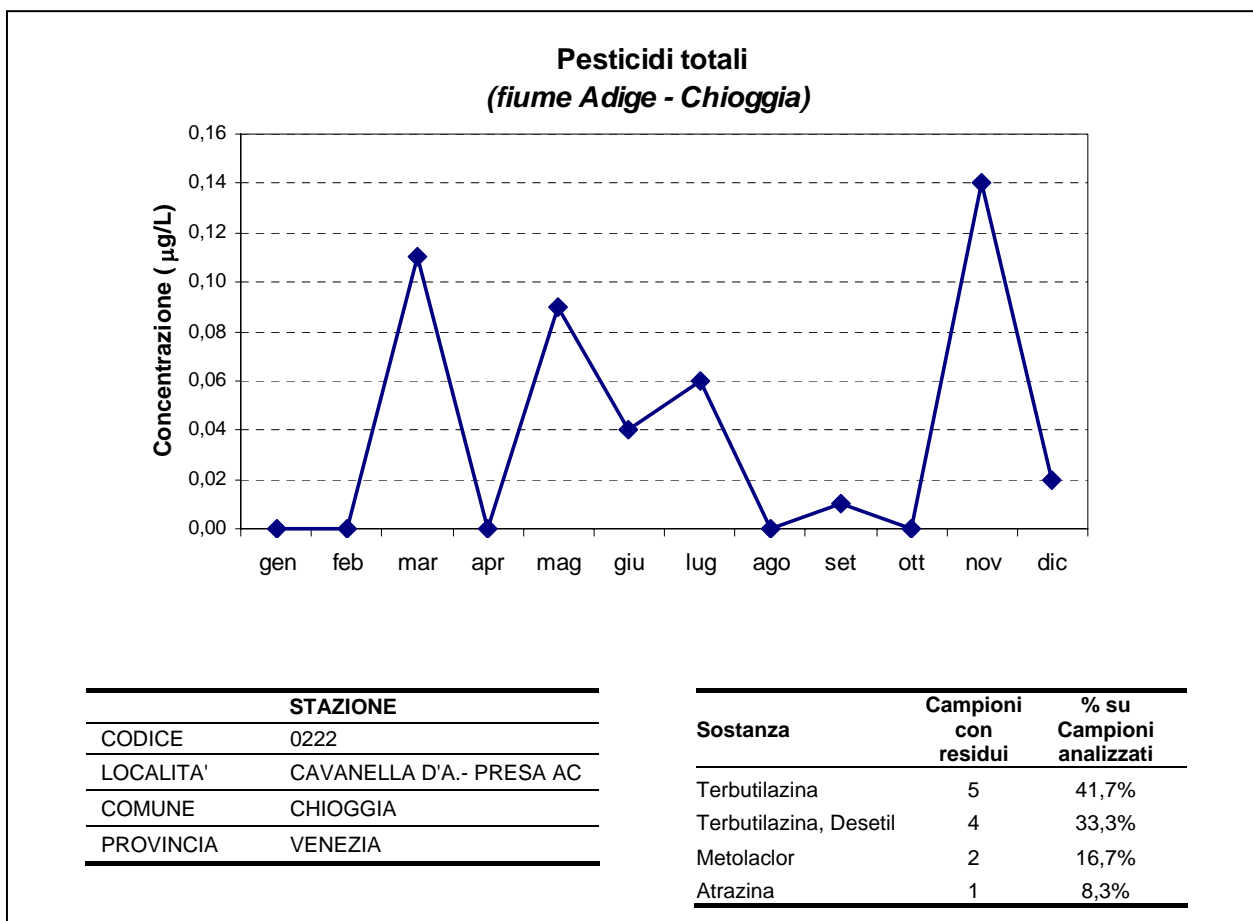 Pesticidi totali
(fiume Adige - Chioggia)
Concentrazione ( µg/L)
0,16
0,14
0,12
0,10
0,08
0,06
0,04
0,02
0,00
gen feb mar apr mag giu lug ago set ott nov dic
STAZIONE
CODICE 0222
LOCALITA' CAVANELLA D'A.- PRESA AC
COMUNE CHIOGGIA
PROVINCIA VENEZIA
Sostanza Campioni con residui % su Campioni analizzati
Terbutilazina 5 41,7%
Terbutilazina, Desetil 4 33,3%
Metolaclor 2 16,7%
Atrazina 1 8,3%